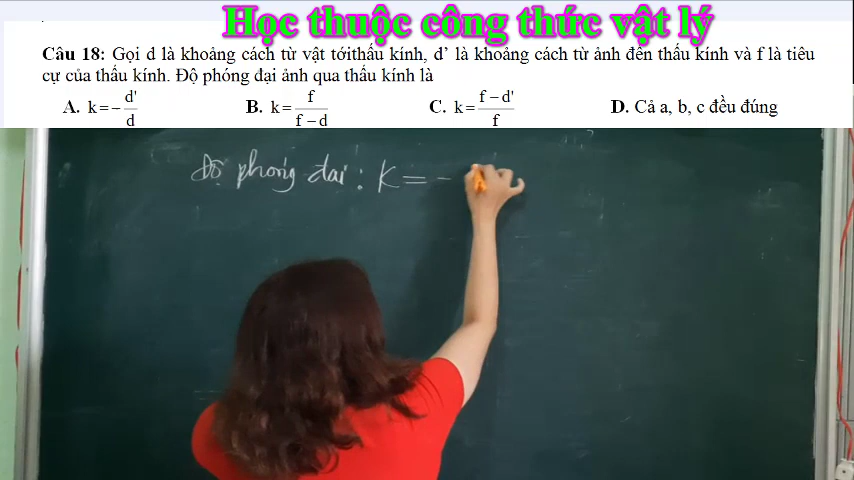 Học thuộc công thức vật lý
Câu 18: Gọi d là khoảng cách từ vật tớithấu kính, d’ là khoảng cách từ ảnh đến thấu kính và f là tiêu
cự của thấu kính. Độ phóng đại ảnh qua thấu kính là
A. k = − d'/d B. k = f/(f − d) C. k = (f − d')/f D. Cả a, b, c đều đúng
Độ phóng đại : K = −